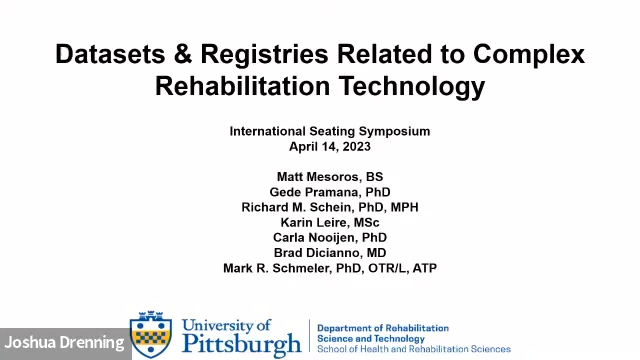 Datasets & Registries Related to Complex
Rehabilitation Technology
International Seating Symposium
April 14, 2023
Matt Mesoros, BS
Gede Pramana, PhD
Richard M. Schein, PhD, MPH
Karin Leire, MSc
Carla Nooijen, PhD
Brad Dicianno, MD
Mark R. Schmeler, PhD, OTR/L, ATP
University of
Pittsburgh
Department of Rehabilitation
Science and Technology
School of Health and Rehabilitation Sciences
Joshua Drenning